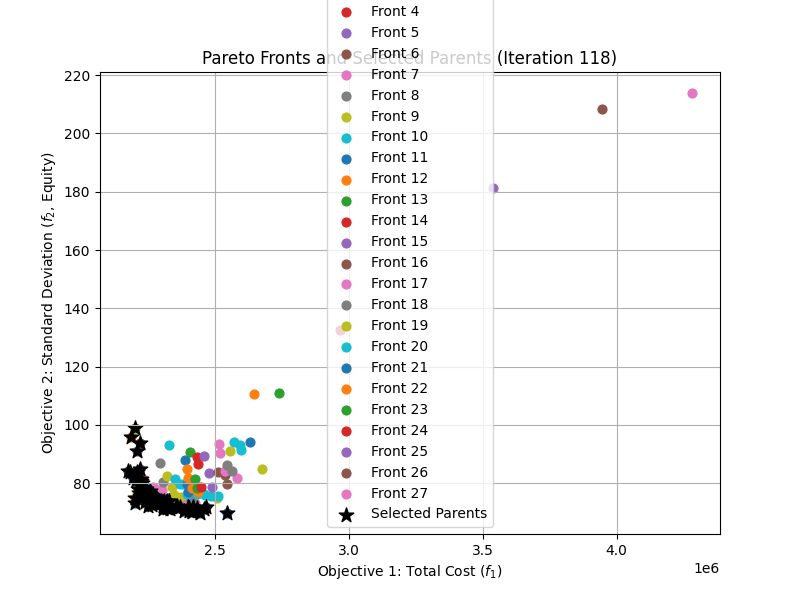 Front 4
Front 5
Front 6
Pareto Fronts and Selected Parents (Iteration 118)
Front 7
Front 8
Front 9
Front 10
Front 11
Front 12
Front 13
Front 14
Front 15
Front 16
Front 17
Front 18
Front 19
Front 20
Front 21
Front 22
Front 23
Front 24
Front 25
Front 26
Front 27
Selected Parents
Objective 2: Standard Deviation (f₂, Equity)
220
200
180
160
140
120
100
80
2.5 3.0 3.5 4.0
1e6
Objective 1: Total Cost (f₁)